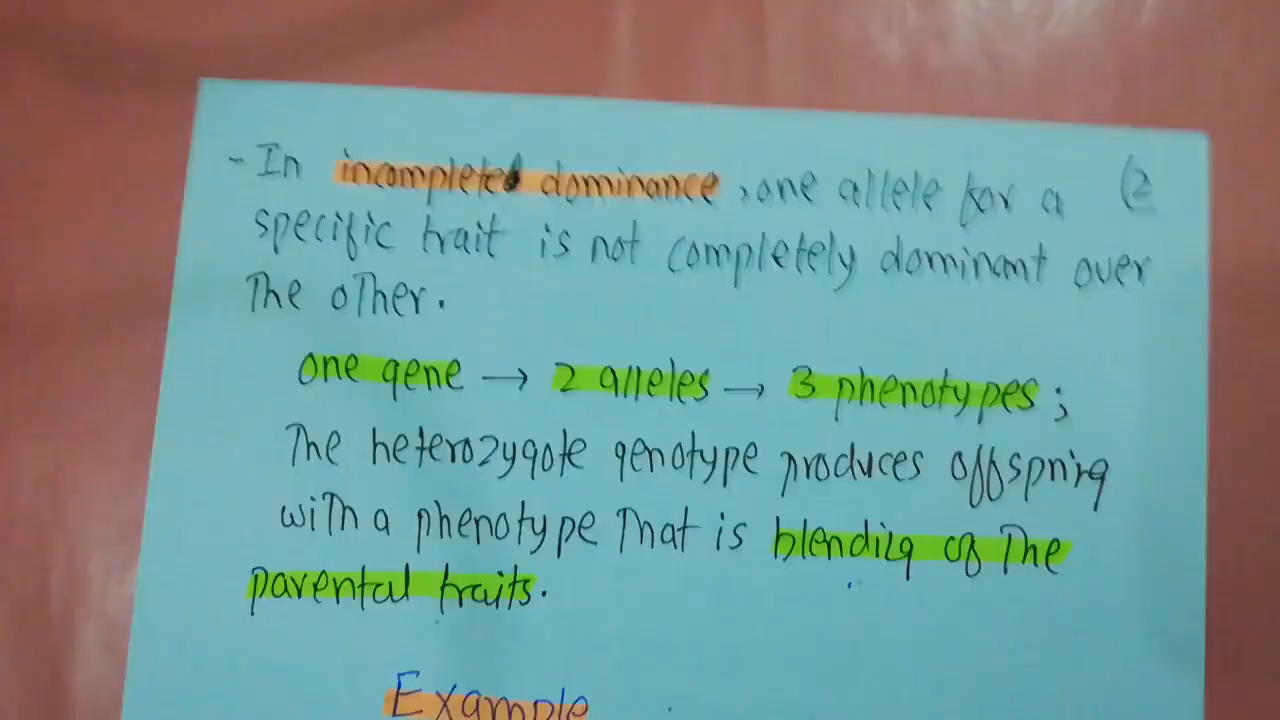 - In incomplete dominance, one allele for a (2
specific trait is not completely dominant over
The other.
one gene → 2 alleles → 3 phenotypes;
The heterozygote genotype produces offspring
with a phenotype That is blending of The
parental traits.
Example